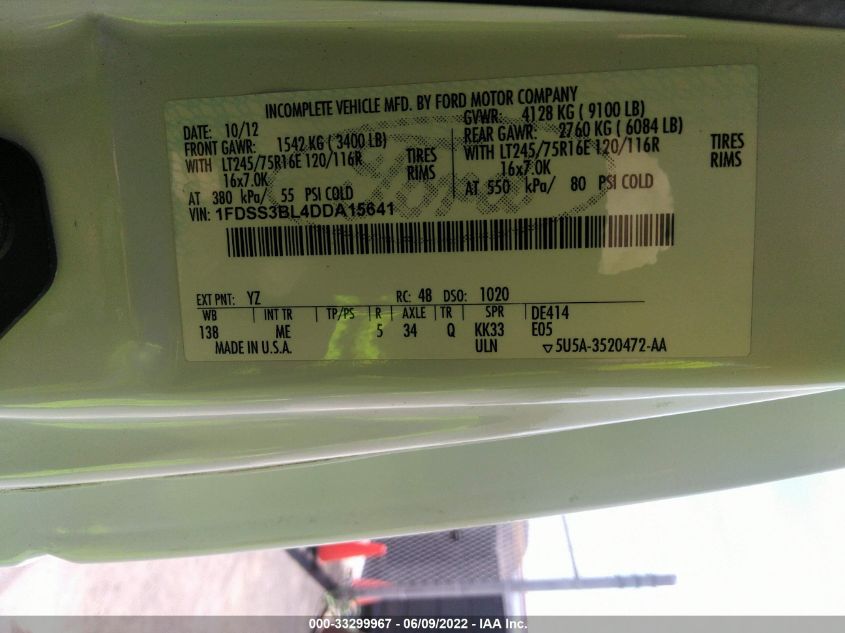 INCOMPLETE VEHICLE MFD. BY FORD MOTOR COMPANY
DATE: 10/12
FRONT GAWR: 1542 KG ( 3400 LB)
WITH LT245/75R16E 120/116R TIRES
16x7.0K RIMS
AT 380 kPa/ 55 PSI COLD
GVWR: 4128 KG ( 9100 LB)
REAR GAWR: 2760 KG ( 6084 LB)
WITH LT245/75R16E 120/116R TIRES
16x7.0K RIMS
AT 550 kPa/ 80 PSI COLD
VIN: 1FDSS3BL4DDA15641
EXT PNT: YZ RC: 48 DSO: 1020
WB INT TR TP/PS R AXLE TR SPR DE414
138 ME 5 34 Q KK33 E05
MADE IN U.S.A. ULN ▽5U5A-3520472-AA
000-33299967 - 06/09/2022 - IAA Inc.